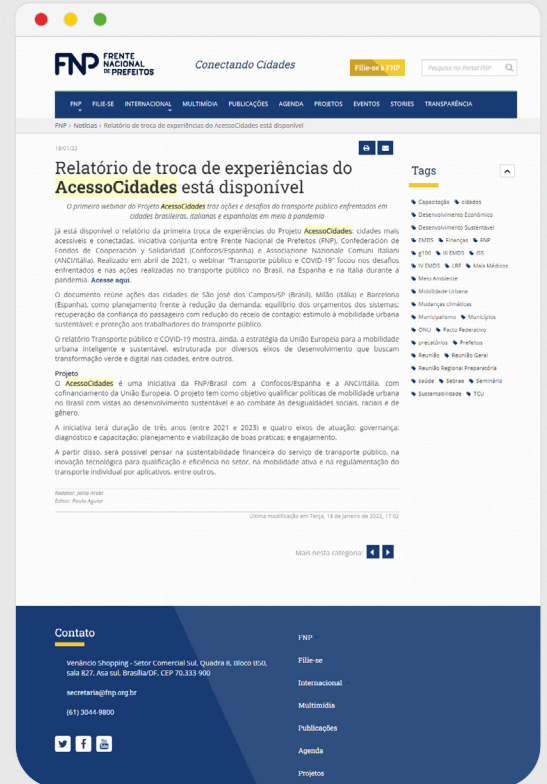 FNP FRENTE
NACIONAL
DE PREFEITOS
Conectando Cidades
Filie-se à FNP
Pesquise no Portal FNP
FNP FILIE-SE INTERNACIONAL MULTIMÍDIA PUBLICAÇÕES AGENDA PROJETOS EVENTOS STORIES TRANSPARÊNCIA
FNP › Notícias › Relatório de troca de experiências do AcessoCidades está disponível
18/01/22
Relatório de troca de experiências do
AcessoCidades está disponível
O primeiro webinar do Projeto AcessoCidades traz ações e desafios do transporte público enfrentados em
cidades brasileiras, italianas e espanholas em meio à pandemia
Já está disponível o relatório da primeira troca de experiências do Projeto AcessoCidades: cidades mais
acessíveis e conectadas, iniciativa conjunta entre Frente Nacional de Prefeitos (FNP), Confederación de
Fondos de Cooperación y Solidaridad (Confocos/Espanha) e Associazione Nazionale Comuni Italiani
(ANCI/Itália). Realizado em abril de 2021, o webinar "Transporte público e COVID-19" focou nos desafios
enfrentados e nas ações realizadas no transporte público no Brasil, na Espanha e na Itália durante a
pandemia. Acesse aqui.
O documento reúne ações das cidades de São José dos Campos/SP (Brasil), Milão (Itália) e Barcelona
(Espanha), como planejamento frente à redução da demanda; equilíbrio dos orçamentos dos sistemas;
recuperação da confiança do passageiro com redução do receio de contágio; estímulo à mobilidade urbana
sustentável; e proteção aos trabalhadores do transporte público.
O relatório Transporte público e COVID-19 mostra, ainda, a estratégia da União Europeia para a mobilidade
urbana inteligente e sustentável, estruturada por diversos eixos de desenvolvimento que buscam
transformação verde e digital nas cidades, entre outros.
Projeto
O AcessoCidades é uma iniciativa da FNP/Brasil com a Confocos/Espanha e a ANCI/Itália, com
cofinanciamento da União Europeia. O projeto tem como objetivo qualificar políticas de mobilidade urbana
no Brasil com vistas ao desenvolvimento sustentável e ao combate às desigualdades sociais, raciais e de
gênero.
A iniciativa terá duração de três anos (entre 2021 e 2023) e quatro eixos de atuação: governança;
diagnóstico e capacitação; planejamento e viabilização de boas práticas; e engajamento.
A partir disso, será possível pensar na sustentabilidade financeira do serviço de transporte público, na
inovação tecnológica para qualificação e eficiência no setor, na mobilidade ativa e na regulamentação do
transporte individual por aplicativos, entre outros.
Redator: Jalila Arabi
Editor: Paula Aguiar
Última modificação em Terça, 18 de Janeiro de 2022, 17:02
Mais nesta categoria:
Tags
Capacitação cidades
Desenvolvimento Econômico
Desenvolvimento Sustentável
EMDS Finanças FNP
g100 III EMDS ISS
IV EMDS LRF Mais Médicos
Meio Ambiente
Mobilidade Urbana
Mudanças climáticas
Municipalismo Municípios
ONU Pacto Federativo
precatórios Prefeitos
Reunião Reunião Geral
Reunião Regional Preparatória
saúde Sebrae Seminário
Sustentabilidade TCU
Contato
Venâncio Shopping - Setor Comercial Sul, Quadra 8, Bloco B50,
sala 827, Asa sul, Brasília/DF, CEP 70.333-900
secretaria@fnp.org.br
(61) 3044-9800
FNP
Filie-se
Internacional
Multimídia
Publicações
Agenda
Projetos